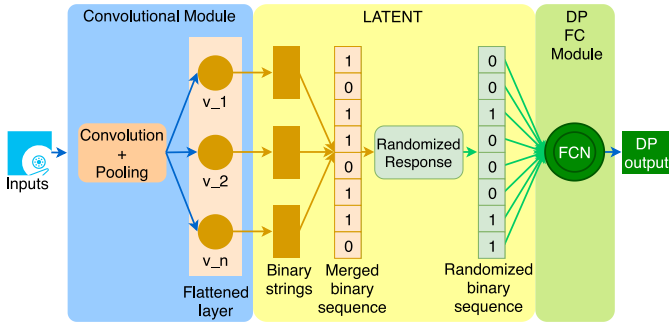 Convolutional Module
LATENT
DP
FC
Module
Inputs
Convolution
+
Pooling
v_1
v_2
v_n
Flattened
layer
Binary
strings
1
0
1
1
0
1
1
0
Merged
binary
sequence
Randomized
Response
0
0
1
0
0
0
1
1
Randomized
binary
sequence
FCN
DP
output